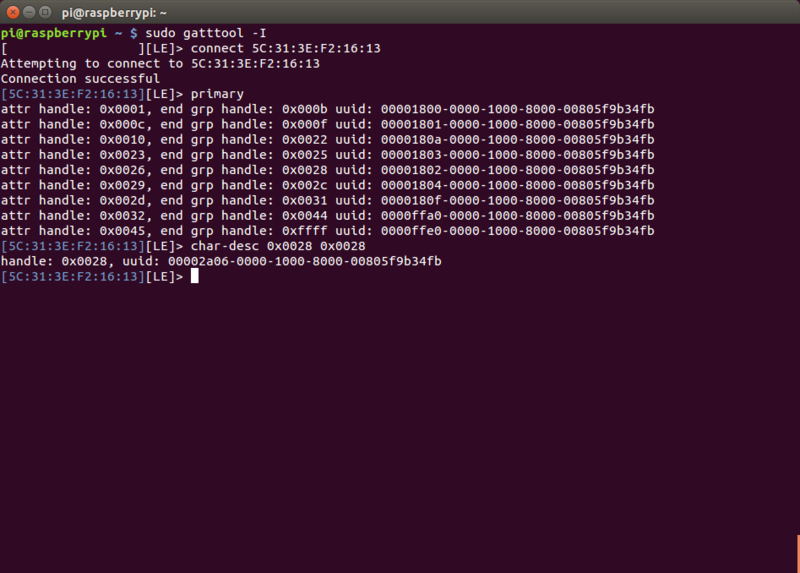 pi@raspberrypi: ~
pi@raspberrypi ~ $ sudo gatttool -I
[                 ][LE]> connect 5C:31:3E:F2:16:13
Attempting to connect to 5C:31:3E:F2:16:13
Connection successful
[5C:31:3E:F2:16:13][LE]> primary
attr handle: 0x0001, end grp handle: 0x000b uuid: 00001800-0000-1000-8000-00805f9b34fb
attr handle: 0x000c, end grp handle: 0x000f uuid: 00001801-0000-1000-8000-00805f9b34fb
attr handle: 0x0010, end grp handle: 0x0022 uuid: 0000180a-0000-1000-8000-00805f9b34fb
attr handle: 0x0023, end grp handle: 0x0025 uuid: 00001803-0000-1000-8000-00805f9b34fb
attr handle: 0x0026, end grp handle: 0x0028 uuid: 00001802-0000-1000-8000-00805f9b34fb
attr handle: 0x0029, end grp handle: 0x002c uuid: 00001804-0000-1000-8000-00805f9b34fb
attr handle: 0x002d, end grp handle: 0x0031 uuid: 0000180f-0000-1000-8000-00805f9b34fb
attr handle: 0x0032, end grp handle: 0x0044 uuid: 0000ffa0-0000-1000-8000-00805f9b34fb
attr handle: 0x0045, end grp handle: 0xffff uuid: 0000ffe0-0000-1000-8000-00805f9b34fb
[5C:31:3E:F2:16:13][LE]> char-desc 0x0028 0x0028
handle: 0x0028, uuid: 00002a06-0000-1000-8000-00805f9b34fb
[5C:31:3E:F2:16:13][LE]>